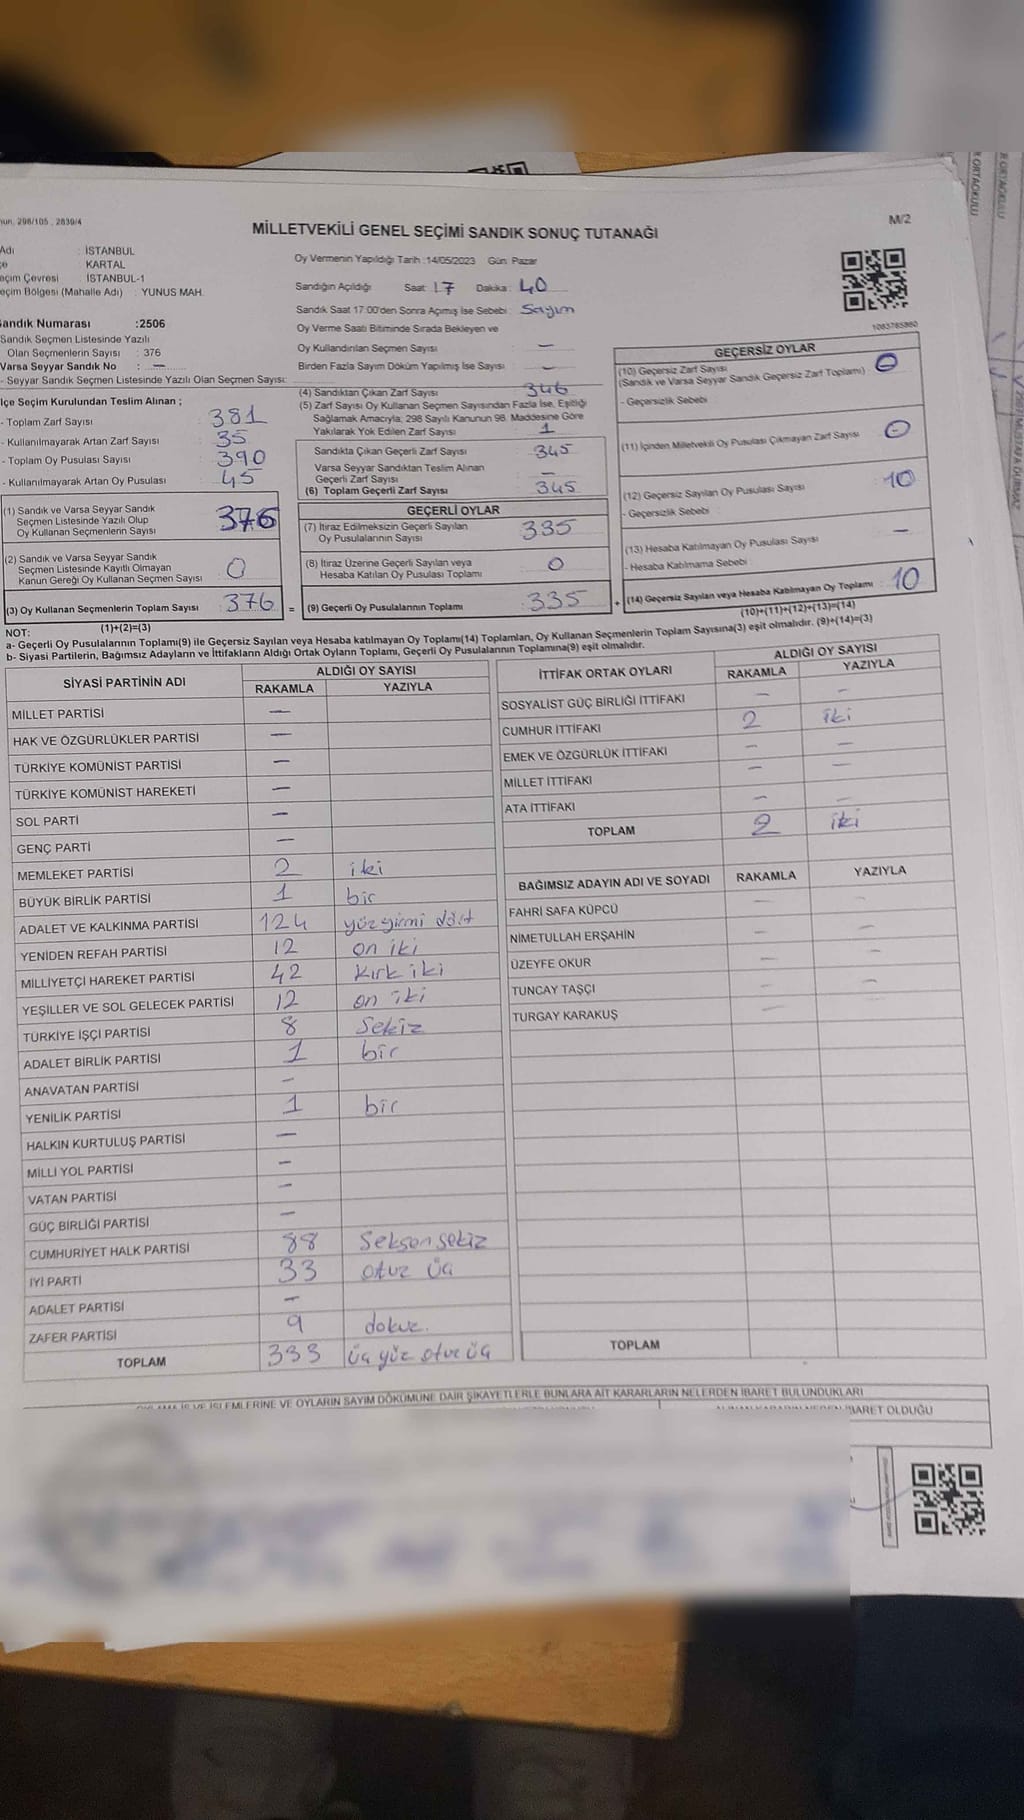 298/105 , 2839/4
MİLLETVEKİLİ GENEL SEÇİMİ SANDIK SONUÇ TUTANAĞI
M/2
Adı : İSTANBUL
KARTAL
eçim Çevresi : İSTANBUL-1
eçim Bölgesi (Mahalle Adı) : YUNUS MAH.
andık Numarası :2506
Sandık Seçmen Listesinde Yazılı
Olan Seçmenlerin Sayısı : 376
Varsa Seyyar Sandık No : —
- Seyyar Sandık Seçmen Listesinde Yazılı Olan Seçmen Sayısı:
lçe Seçim Kurulundan Teslim Alınan ;
- Toplam Zarf Sayısı : 381
- Kullanılmayarak Artan Zarf Sayısı : 35
- Toplam Oy Pusulası Sayısı : 390
- Kullanılmayarak Artan Oy Pusulası : 45
(1) Sandık ve Varsa Seyyar Sandık
Seçmen Listesinde Yazılı Olup
Oy Kullanan Seçmenlerin Sayısı : 376
(2) Sandık ve Varsa Seyyar Sandık
Seçmen Listesinde Kayıtlı Olmayan
Kanun Gereği Oy Kullanan Seçmen Sayısı : 0
(3) Oy Kullanan Seçmenlerin Toplam Sayısı : 376 =
(1)+(2)=(3)
Oy Vermenin Yapıldığı Tarih :14/05/2023 Gün: Pazar
Sandığın Açıldığı Saat : 17 Dakika : 40
Sandık Saat 17:00'den Sonra Açımış İse Sebebi : Sayım
Oy Verme Saati Bitiminde Sırada Bekleyen ve
Oy Kullandırılan Seçmen Sayısı : —
Birden Fazla Sayım Döküm Yapılmış İse Sayısı : —
(4) Sandıktan Çıkan Zarf Sayısı : 346
(5) Zarf Sayısı Oy Kullanan Seçmen Sayısından Fazla İse, Eşitliği
Sağlamak Amacıyla; 298 Sayılı Kanunun 98. Maddesine Göre
Yakılarak Yok Edilen Zarf Sayısı : 1
Sandıkta Çıkan Geçerli Zarf Sayısı : 345
Varsa Seyyar Sandıktan Teslim Alınan
Geçerli Zarf Sayısı : —
(6) Toplam Geçerli Zarf Sayısı : 345
GEÇERLİ OYLAR
(7) İtiraz Edilmeksizin Geçerli Sayılan
Oy Pusulalarının Sayısı : 335
(8) İtiraz Üzerine Geçerli Sayılan veya
Hesaba Katılan Oy Pusulası Toplamı : 0
(9) Geçerli Oy Pusulalarının Toplamı : 335 +
1063785860
GEÇERSİZ OYLAR
(10) Geçersiz Zarf Sayısı : 0
(Sandık ve Varsa Seyyar Sandık Geçersiz Zarf Toplamı)
- Geçersizlik Sebebi :
(11) İçinden Milletvekili Oy Pusulası Çıkmayan Zarf Sayısı : 0
(12) Geçersiz Sayılan Oy Pusulası Sayısı : 10
- Geçersizlik Sebebi :
(13) Hesaba Katılmayan Oy Pusulası Sayısı : —
- Hesaba Katılmama Sebebi :
(14) Geçersiz Sayılan veya Hesaba Katılmayan Oy Toplamı : 10
(10)+(11)+(12)+(13)=(14)
NOT:
a- Geçerli Oy Pusulalarının Toplamı(9) ile Geçersiz Sayılan veya Hesaba katılmayan Oy Toplamı(14) Toplamları, Oy Kullanan Seçmenlerin Toplam Sayısına(3) eşit olmalıdır. (9)+(14)=(3)
b- Siyasi Partilerin, Bağımsız Adayların ve İttifakların Aldığı Ortak Oyların Toplamı, Geçerli Oy Pusulalarının Toplamına(9) eşit olmalıdır.
SİYASİ PARTİNİN ADI ALDIĞI OY SAYISI
RAKAMLA YAZIYLA
MİLLET PARTİSİ —
HAK VE ÖZGÜRLÜKLER PARTİSİ —
TÜRKİYE KOMÜNİST PARTİSİ —
TÜRKİYE KOMÜNİST HAREKETİ —
SOL PARTİ —
GENÇ PARTİ —
MEMLEKET PARTİSİ 2 iki
BÜYÜK BİRLİK PARTİSİ 1 bir
ADALET VE KALKINMA PARTİSİ 124 yüzyirmi dört
YENİDEN REFAH PARTİSİ 12 on iki
MİLLİYETÇİ HAREKET PARTİSİ 42 Kırk iki
YEŞİLLER VE SOL GELECEK PARTİSİ 12 on iki
TÜRKİYE İŞÇİ PARTİSİ 8 Sekiz
ADALET BİRLİK PARTİSİ 1 bir
ANAVATAN PARTİSİ —
YENİLİK PARTİSİ 1 bir
HALKIN KURTULUŞ PARTİSİ —
MİLLİ YOL PARTİSİ —
VATAN PARTİSİ —
GÜÇ BİRLİĞİ PARTİSİ —
CUMHURİYET HALK PARTİSİ 88 Seksen sekiz
İYİ PARTİ 33 otuz üç
ADALET PARTİSİ —
ZAFER PARTİSİ 9 dokuz.
TOPLAM 333 üç yüz otuz üç
İTTİFAK ORTAK OYLARI ALDIĞI OY SAYISI
RAKAMLA YAZIYLA
SOSYALİST GÜÇ BİRLİĞİ İTTİFAKI — —
CUMHUR İTTİFAKI 2 iki
EMEK VE ÖZGÜRLÜK İTTİFAKI — —
MİLLET İTTİFAKI — —
ATA İTTİFAKI — —
TOPLAM 2 iki
BAĞIMSIZ ADAYIN ADI VE SOYADI RAKAMLA YAZIYLA
FAHRİ SAFA KÜPCÜ — —
NİMETULLAH ERŞAHİN — —
ÜZEYFE OKUR — —
TUNCAY TAŞÇI — —
TURGAY KARAKUŞ — —
TOPLAM
İŞLEMLERİNE VE OYLARIN SAYIM DÖKÜMÜNE DAİR ŞİKAYETLERLE BUNLARA AİT KARARLARIN NELERDEN İBARET BULUNDUKLARI
İBARET OLDUĞU
ORTAOKULU